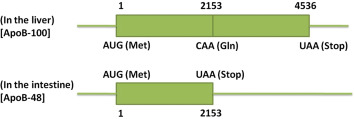 1 2153 4536
(In the liver)
[ApoB-100]
AUG (Met) CAA (Gln) UAA (Stop)
AUG (Met) UAA (Stop)
(In the intestine)
[ApoB-48]
1 2153